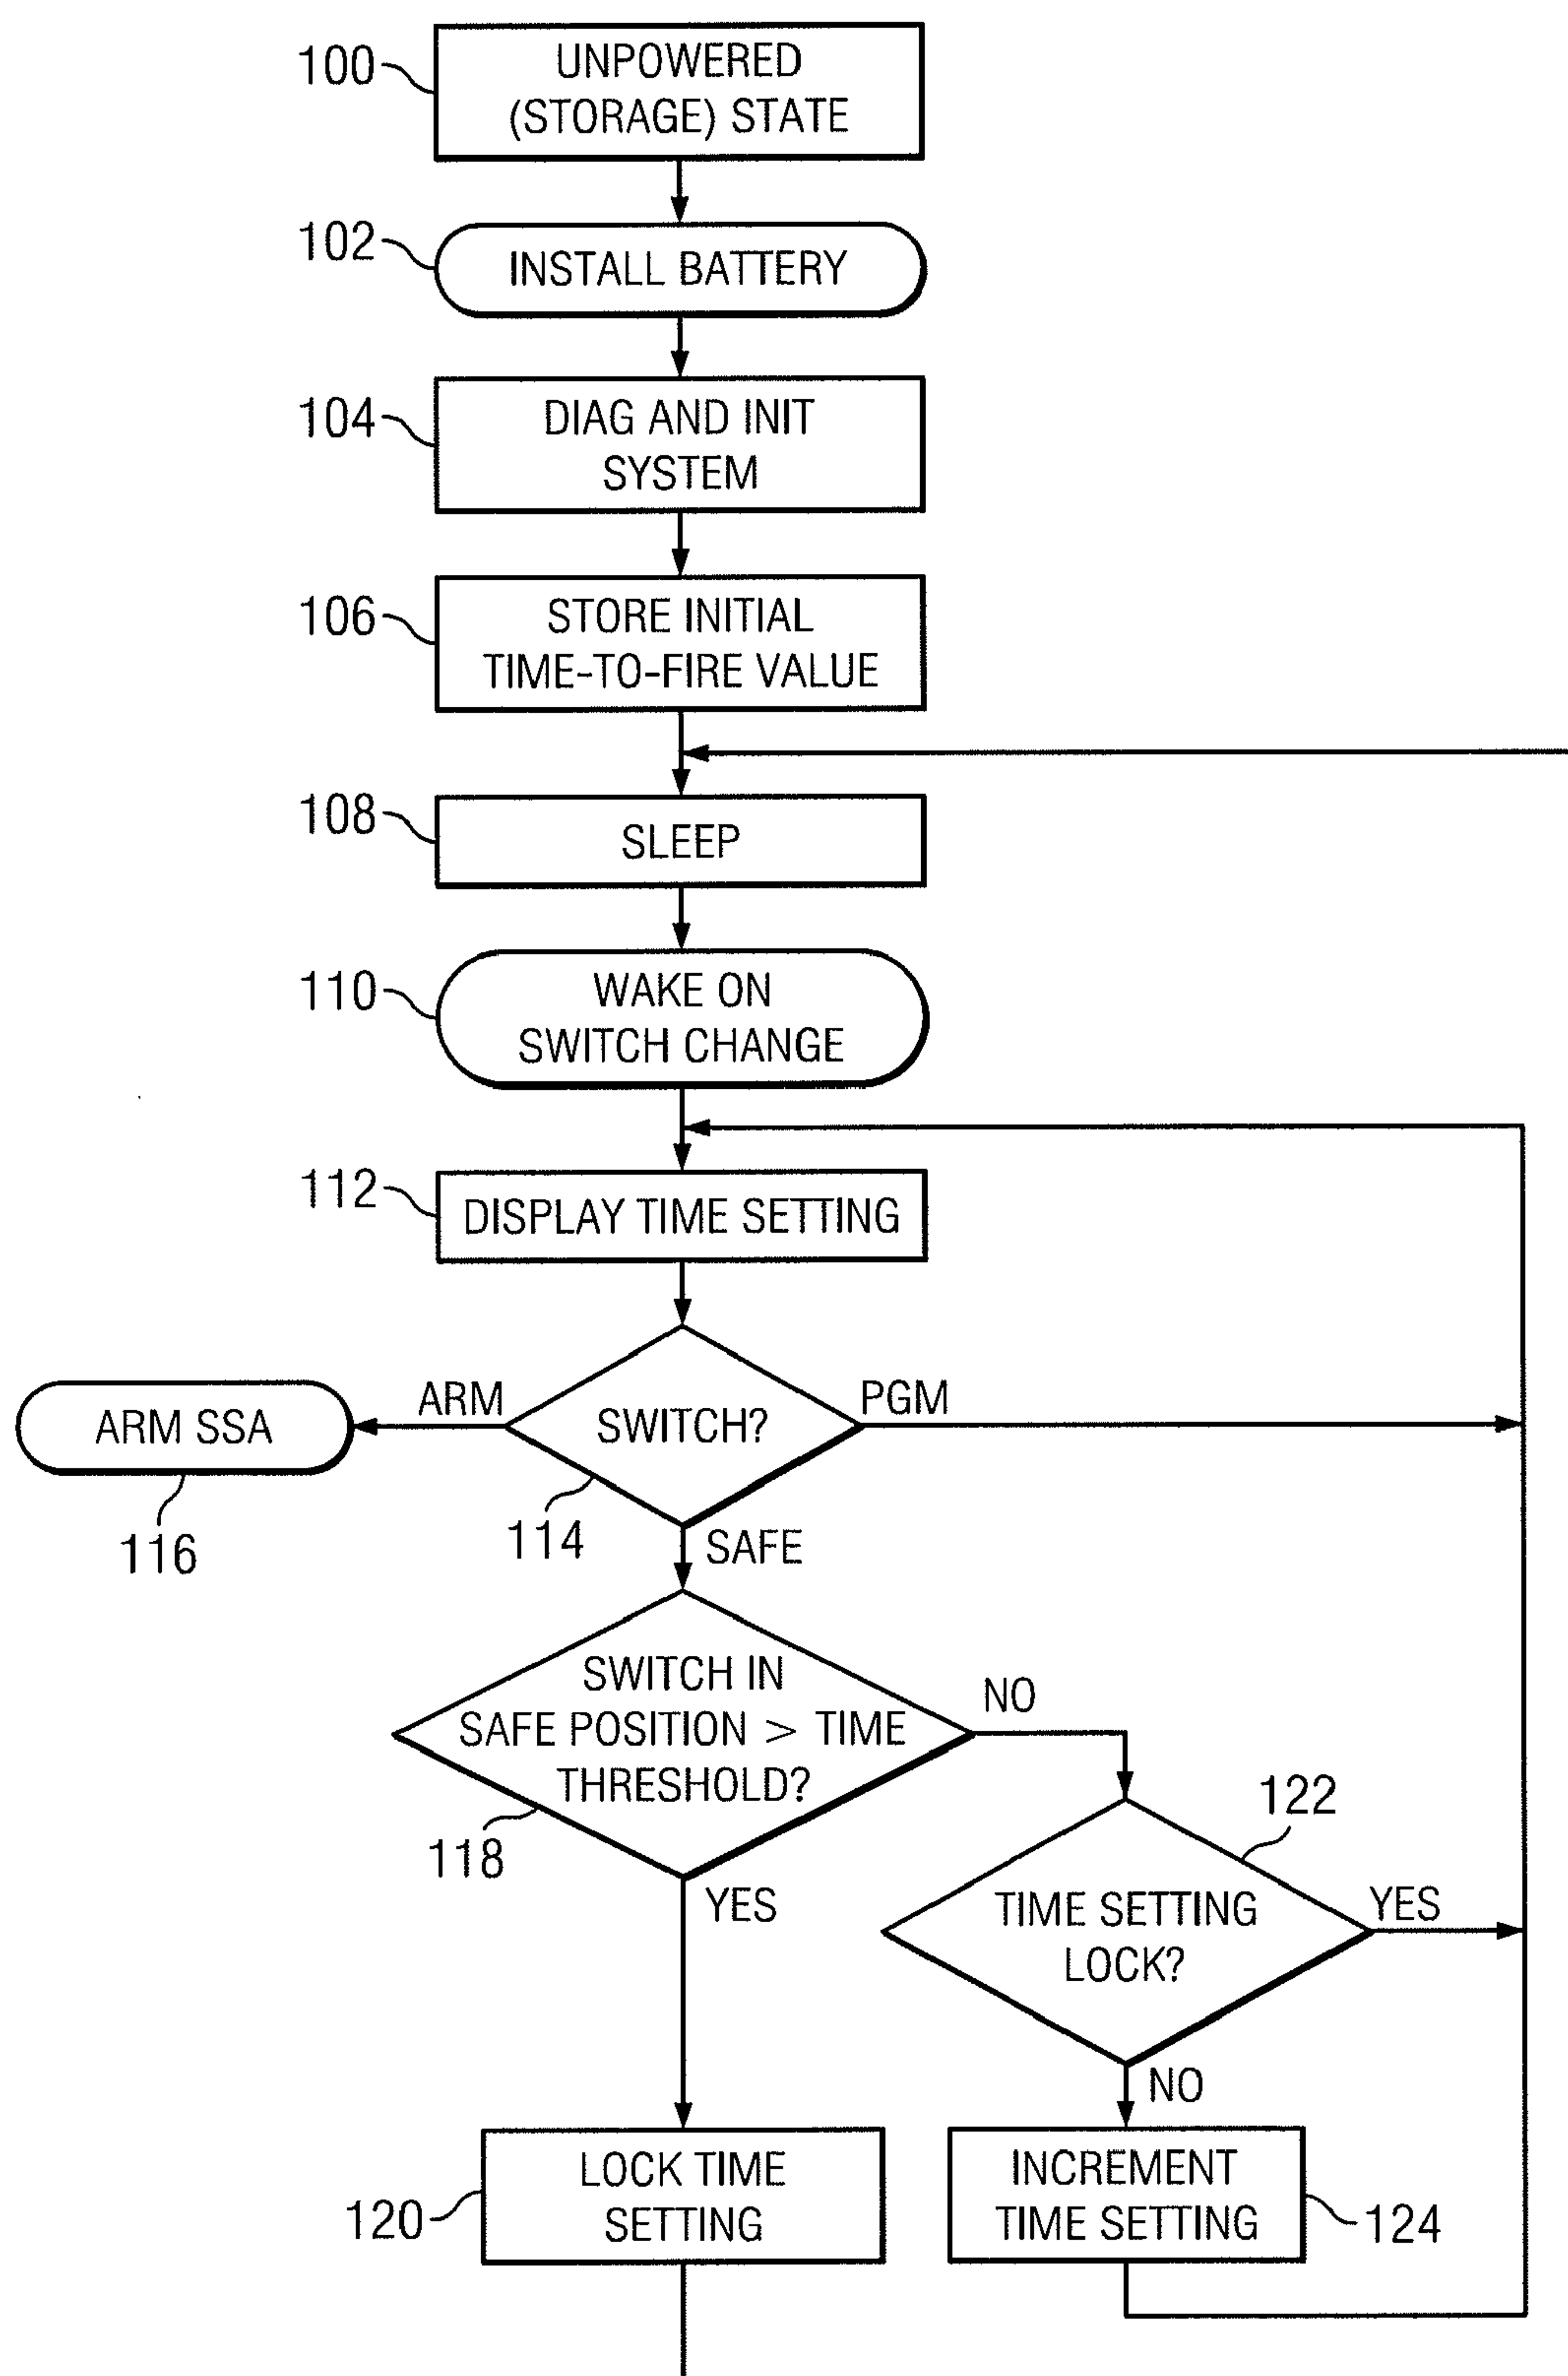 100
UNPOWERED
(STORAGE) STATE
102
INSTALL BATTERY
104
DIAG AND INIT
SYSTEM
106
STORE INITIAL
TIME-TO-FIRE VALUE
108
SLEEP
110
WAKE ON
SWITCH CHANGE
112
DISPLAY TIME SETTING
ARM SSA
ARM
SWITCH?
PGM
116
114
SAFE
SWITCH IN
SAFE POSITION > TIME
THRESHOLD?
NO
118
YES
122
TIME SETTING
LOCK?
YES
NO
LOCK TIME
SETTING
120
INCREMENT
TIME SETTING
124